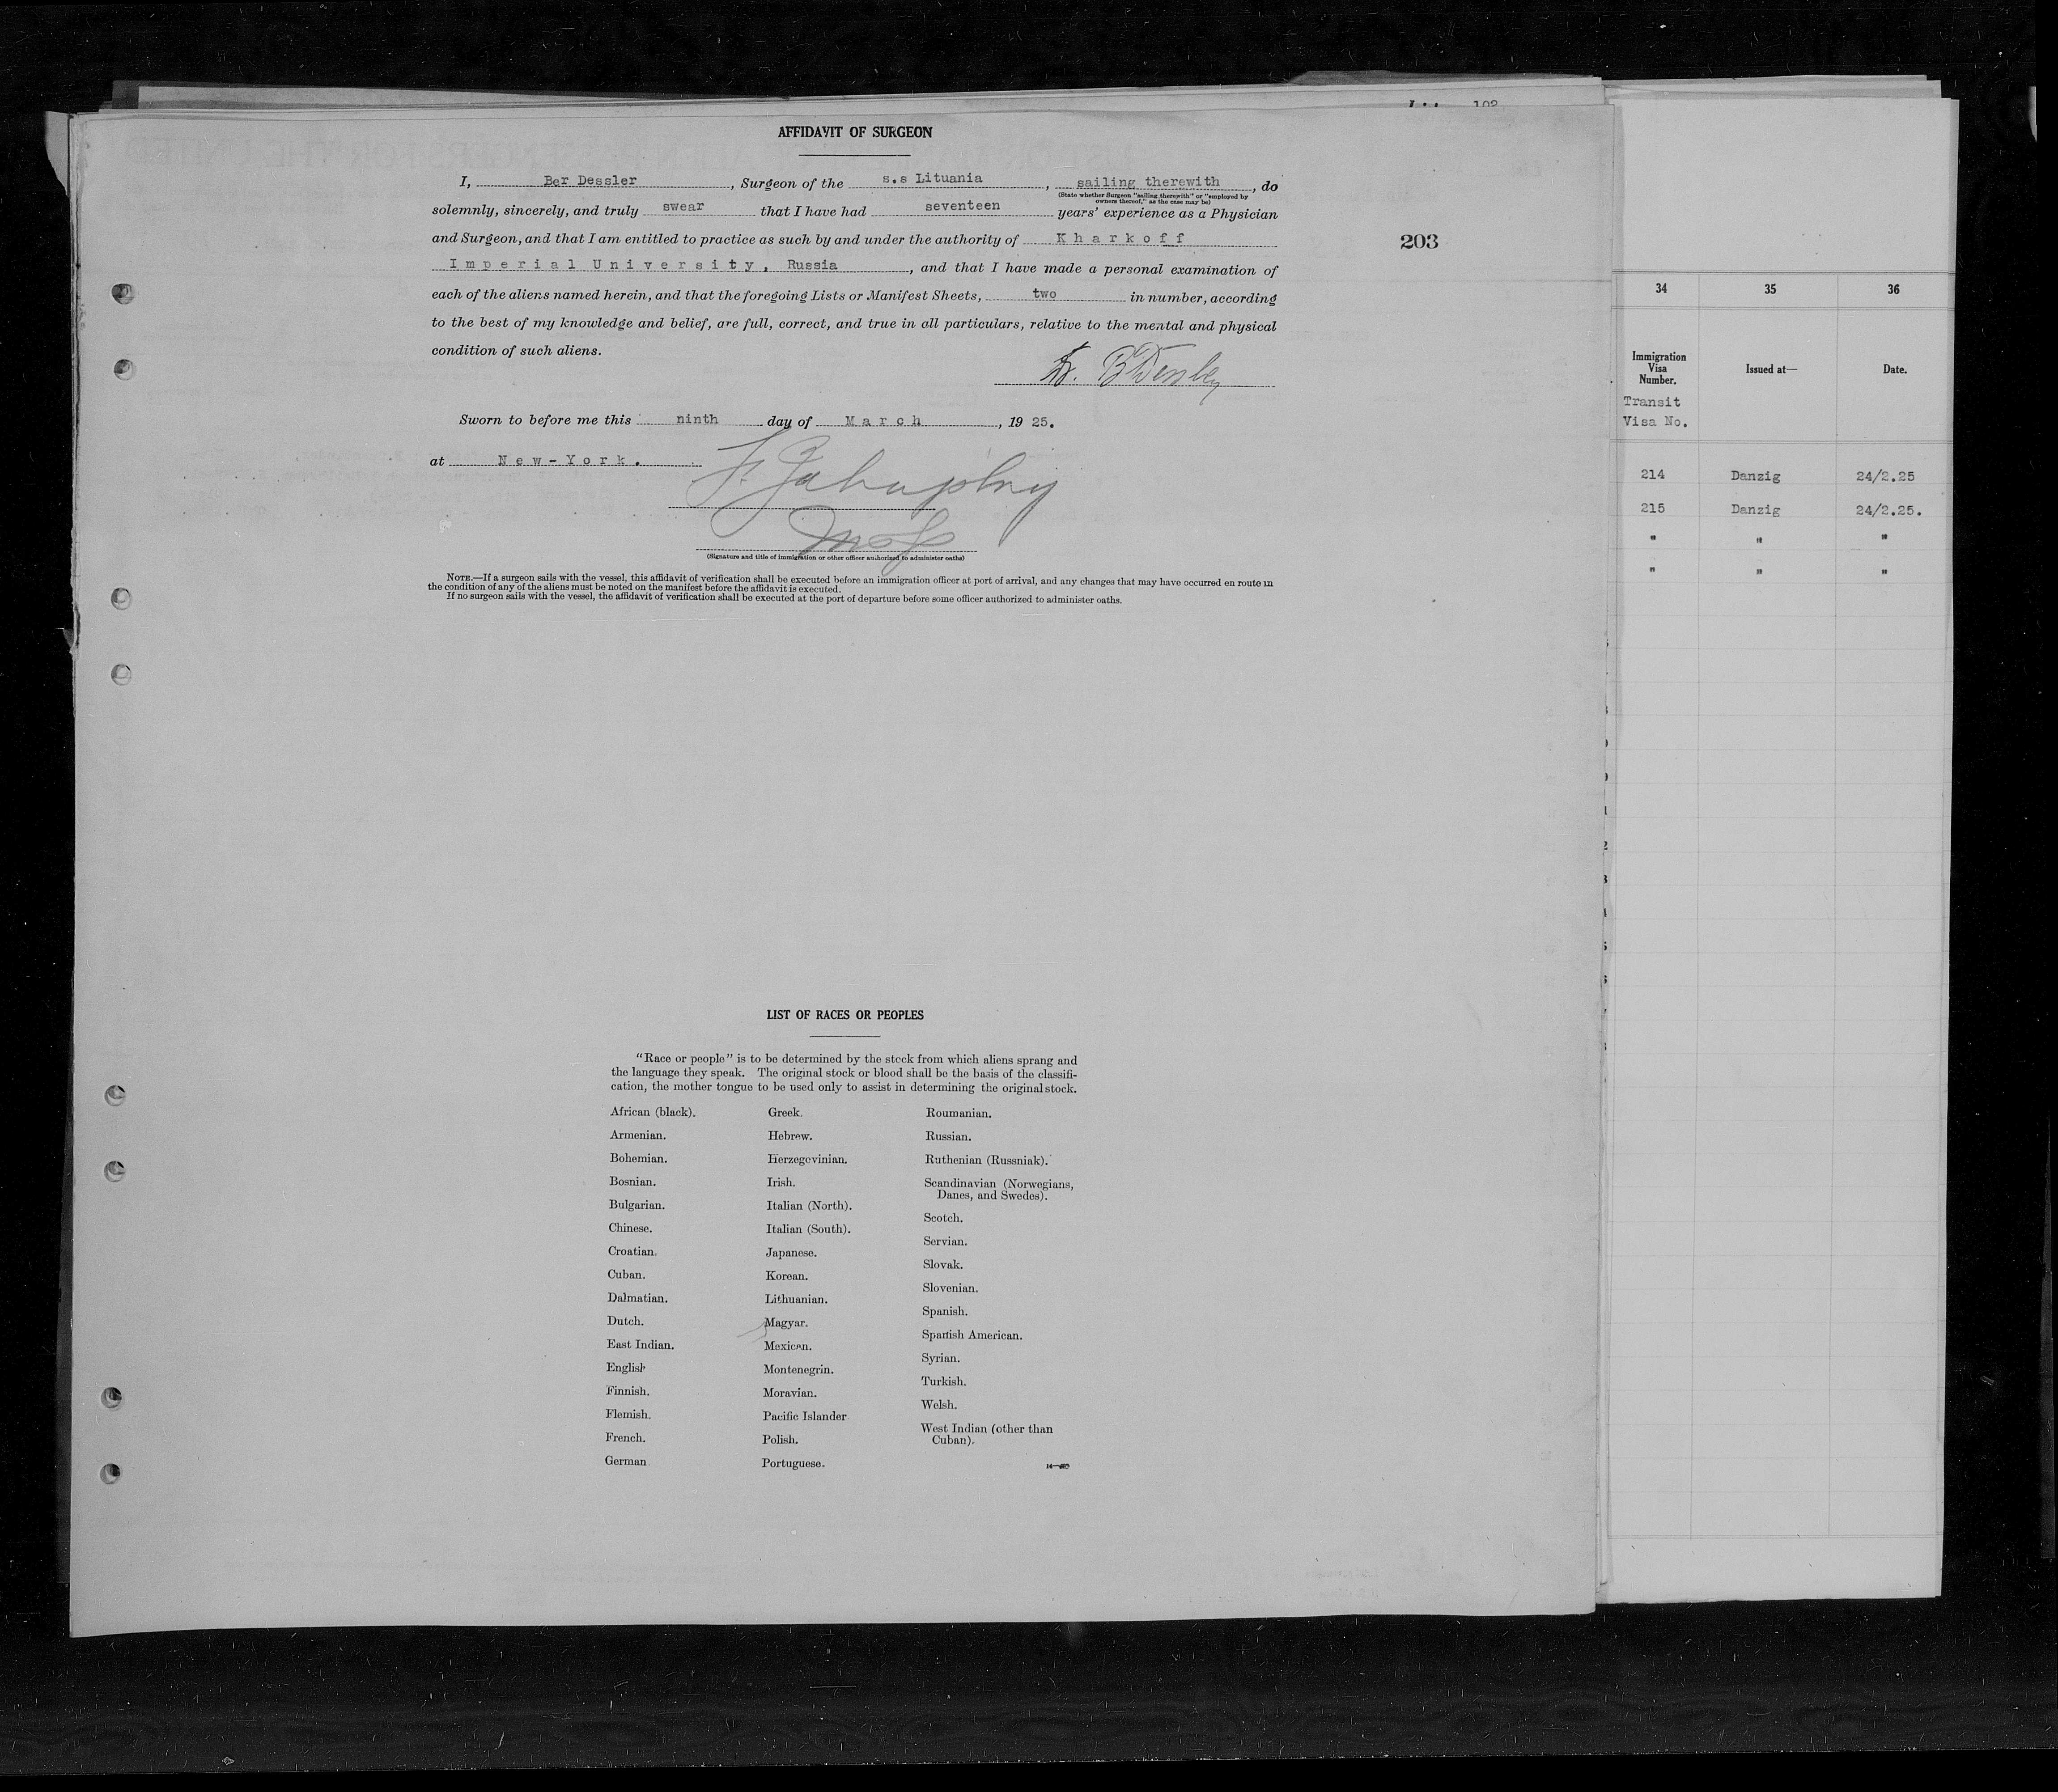 AFFIDAVIT OF SURGEON
I, Ber Dessler, Surgeon of the s.s Lituania, sailing therewith, do
(State whether Surgeon "sailing therewith" or "employed by
owners thereof," as the case may be)
solemnly, sincerely, and truly swear that I have had seventeen years' experience as a Physician
and Surgeon, and that I am entitled to practice as such by and under the authority of Kharkoff
203
Imperial University, Russia, and that I have made a personal examination of
each of the aliens named herein, and that the foregoing Lists or Manifest Sheets, two in number, according
to the best of my knowledge and belief, are full, correct, and true in all particulars, relative to the mental and physical
condition of such aliens.
Sworn to before me this ninth day of March, 1925.
at New-York.
(Signature and title of immigration or other officer authorized to administer oaths)
NOTE.—If a surgeon sails with the vessel, this affidavit of verification shall be executed before an immigration officer at port of arrival, and any changes that may have occurred en route in
the condition of any of the aliens must be noted on the manifest before the affidavit is executed.
If no surgeon sails with the vessel, the affidavit of verification shall be executed at the port of departure before some officer authorized to administer oaths.
LIST OF RACES OR PEOPLES
"Race or people" is to be determined by the stock from which aliens sprang and
the language they speak. The original stock or blood shall be the basis of the classifi-
cation, the mother tongue to be used only to assist in determining the original stock.
African (black).
Armenian.
Bohemian.
Bosnian.
Bulgarian.
Chinese.
Croatian.
Cuban.
Dalmatian.
Dutch.
East Indian.
English
Finnish.
Flemish.
French.
German
Greek.
Hebrew.
Herzegovinian.
Irish.
Italian (North).
Italian (South).
Japanese.
Korean.
Lithuanian.
Magyar.
Mexican.
Montenegrin.
Moravian.
Pacific Islander
Polish.
Portuguese.
Roumanian.
Russian.
Ruthenian (Russniak).
Scandinavian (Norwegians,
Danes, and Swedes).
Scotch.
Servian.
Slovak.
Slovenian.
Spanish.
Spanish American.
Syrian.
Turkish.
Welsh.
West Indian (other than
Cuban).
34 35 36
Immigration
Visa
Number.
Issued at—
Date.
Transit
Visa No.
214 Danzig 24/2.25
215 Danzig 24/2.25.
" " "
" " "